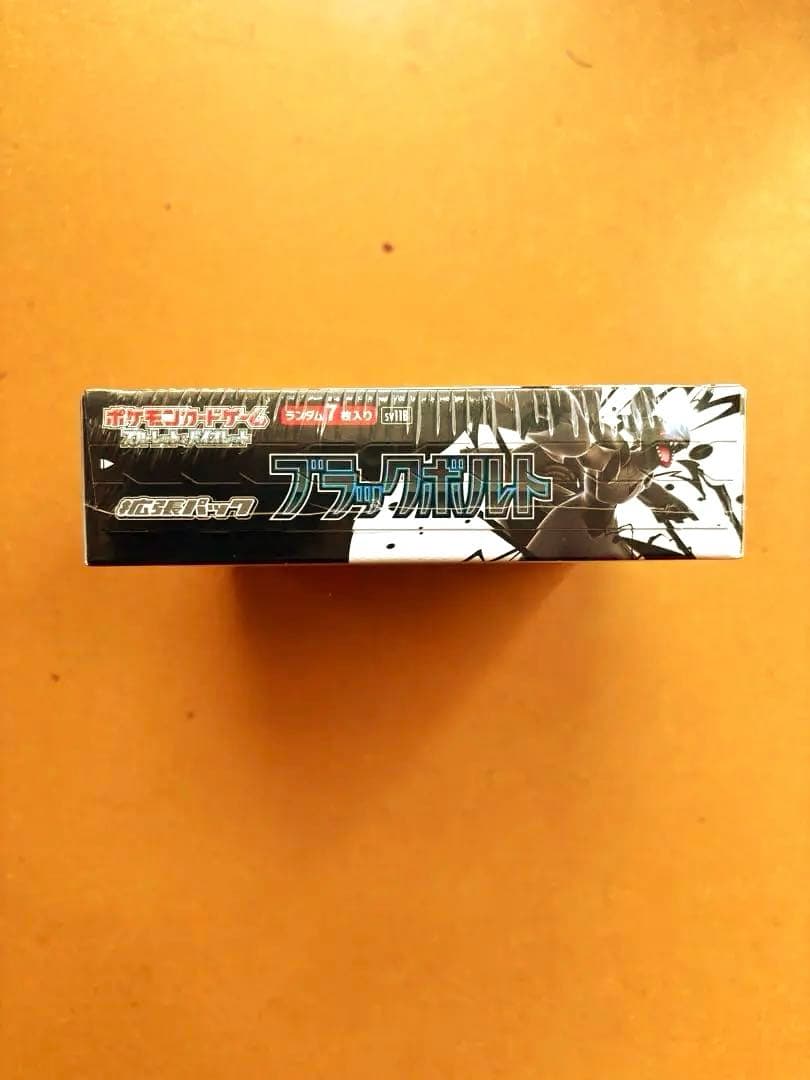 ポケモンカードゲーム
スカーレット&バイオレット
ランダム7枚入り
sv11B
拡張パック
ブラックボルト